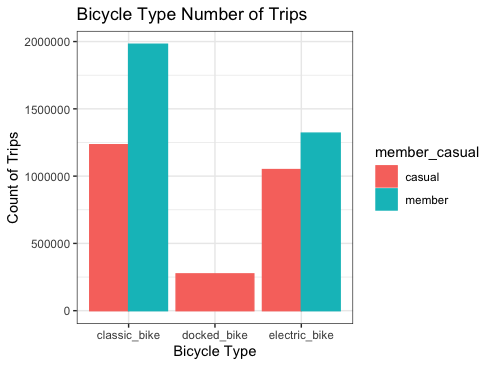 Bicycle Type Number of Trips
Count of Trips
2000000
1500000
1000000
500000
0
classic_bike docked_bike electric_bike
Bicycle Type
member_casual
casual
member